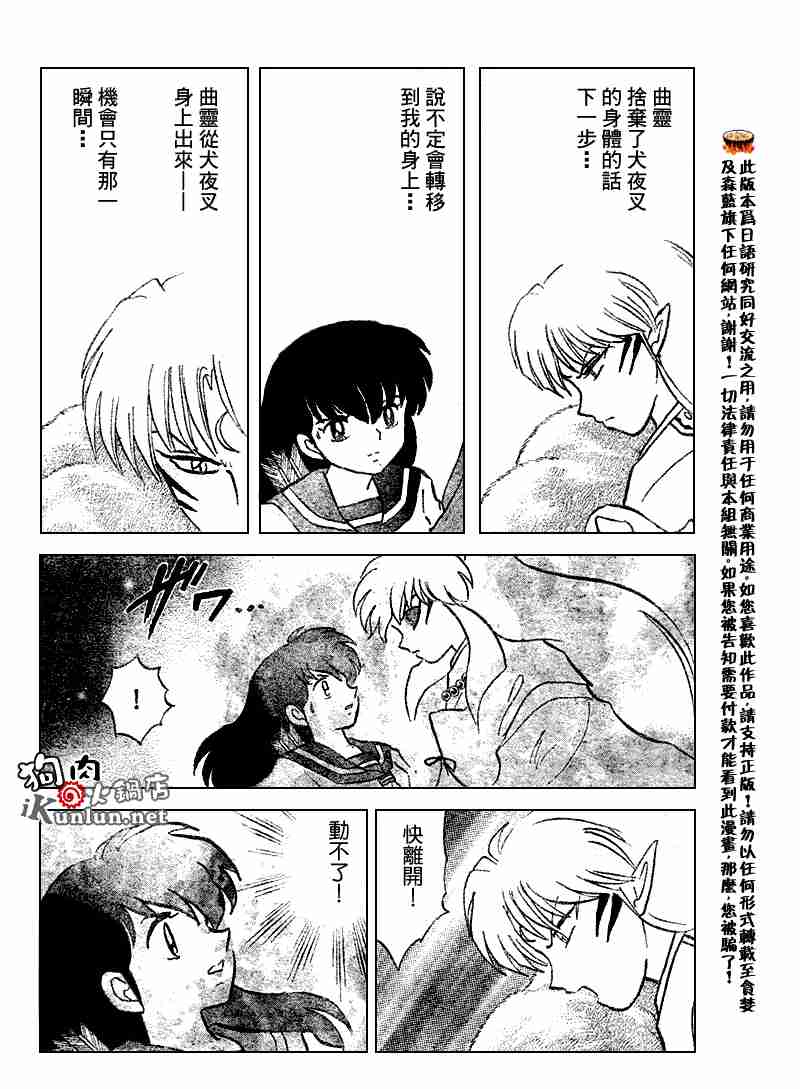 曲靈
捨棄了犬夜叉
的身體的話
下一步…
說不定會轉移
到我的身上…
曲靈從犬夜叉
身上出來——
機會只有那一
瞬間…
ザワ…
！
快離開！
動不了！
狗肉
火鍋店
iKunlun.net
此版本爲日語研究同好交流之用，請勿用于任何商業用途。如您喜歡此作品，請支持正版！請勿以任何形式轉載至貪婪
及森藍旗下任何網站，謝謝！一切法律責任與本組無關。如果您被告知需要付款才能看到此漫畫，那麽，您被騙了！